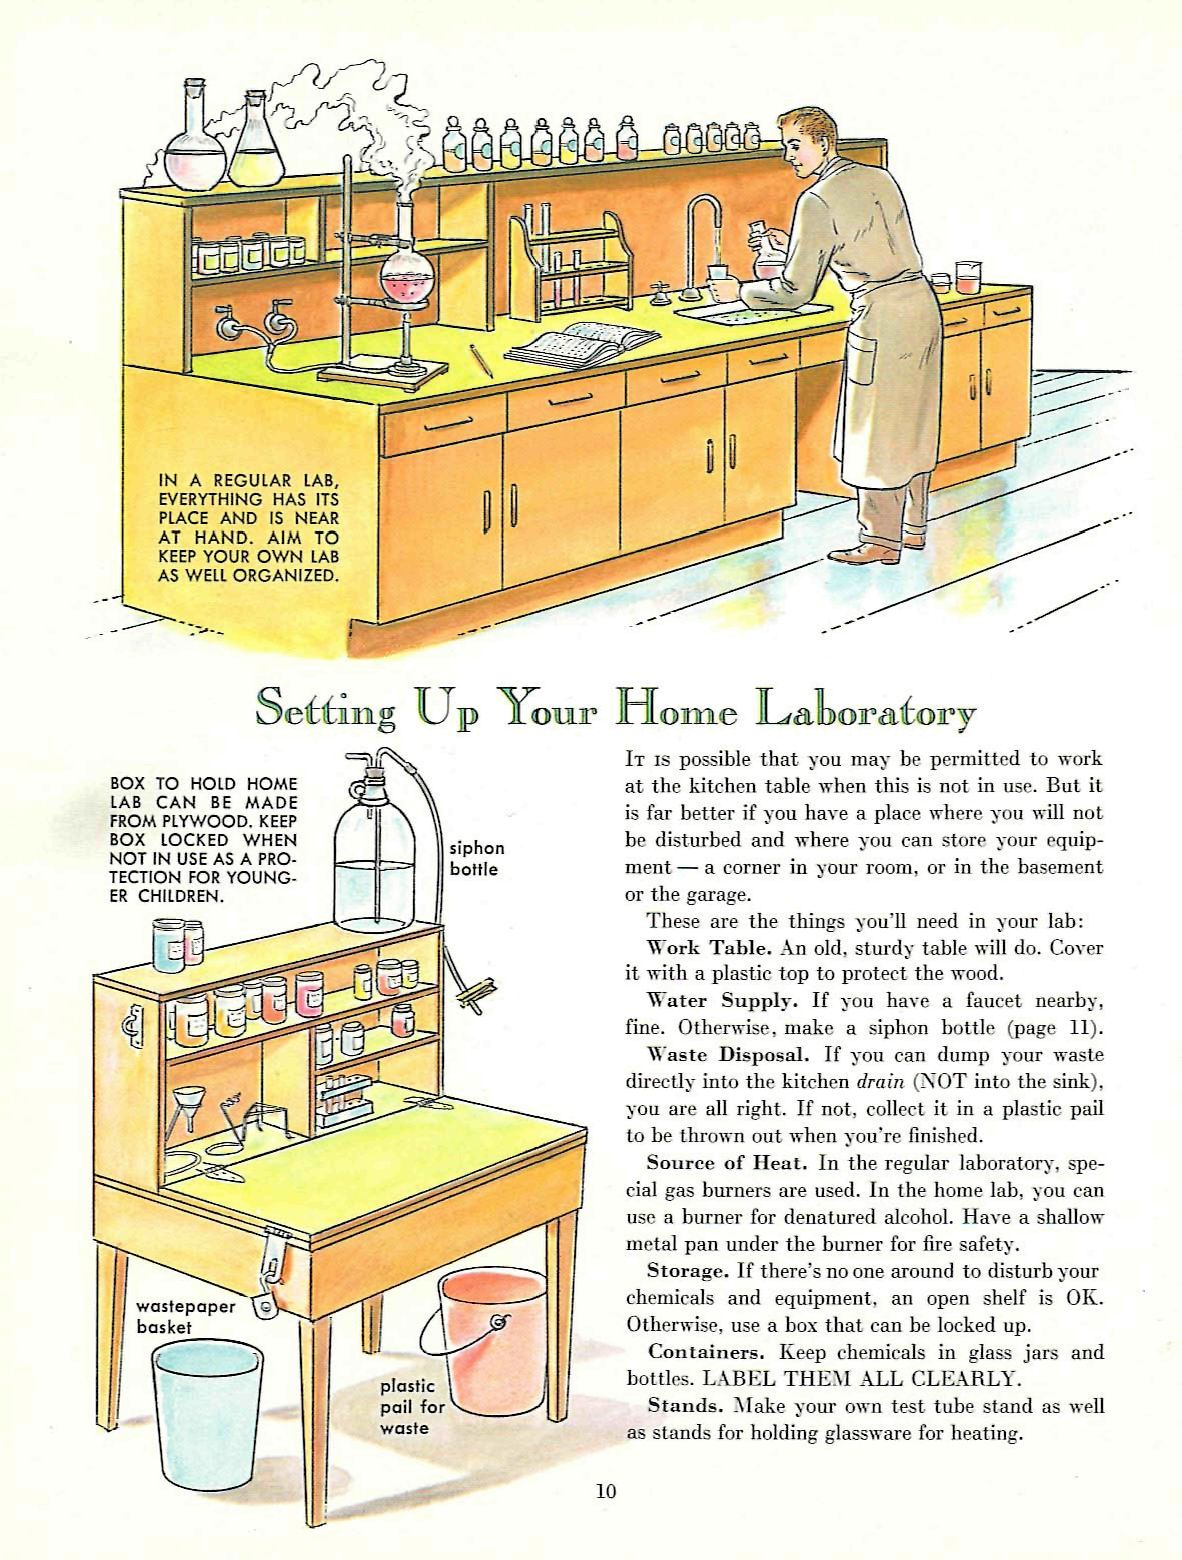 IN A REGULAR LAB,
EVERYTHING HAS ITS
PLACE AND IS NEAR
AT HAND. AIM TO
KEEP YOUR OWN LAB
AS WELL ORGANIZED.
Setting Up Your Home Laboratory
BOX TO HOLD HOME
LAB CAN BE MADE
FROM PLYWOOD. KEEP
BOX LOCKED WHEN
NOT IN USE AS A PRO-
TECTION FOR YOUNG-
ER CHILDREN.
siphon
bottle
wastepaper
basket
plastic
pail for
waste
IT IS possible that you may be permitted to work
at the kitchen table when this is not in use. But it
is far better if you have a place where you will not
be disturbed and where you can store your equip-
ment — a corner in your room, or in the basement
or the garage.
These are the things you'll need in your lab:
Work Table. An old, sturdy table will do. Cover
it with a plastic top to protect the wood.
Water Supply. If you have a faucet nearby,
fine. Otherwise, make a siphon bottle (page 11).
Waste Disposal. If you can dump your waste
directly into the kitchen drain (NOT into the sink),
you are all right. If not, collect it in a plastic pail
to be thrown out when you're finished.
Source of Heat. In the regular laboratory, spe-
cial gas burners are used. In the home lab, you can
use a burner for denatured alcohol. Have a shallow
metal pan under the burner for fire safety.
Storage. If there's no one around to disturb your
chemicals and equipment, an open shelf is OK.
Otherwise, use a box that can be locked up.
Containers. Keep chemicals in glass jars and
bottles. LABEL THEM ALL CLEARLY.
Stands. Make your own test tube stand as well
as stands for holding glassware for heating.
10